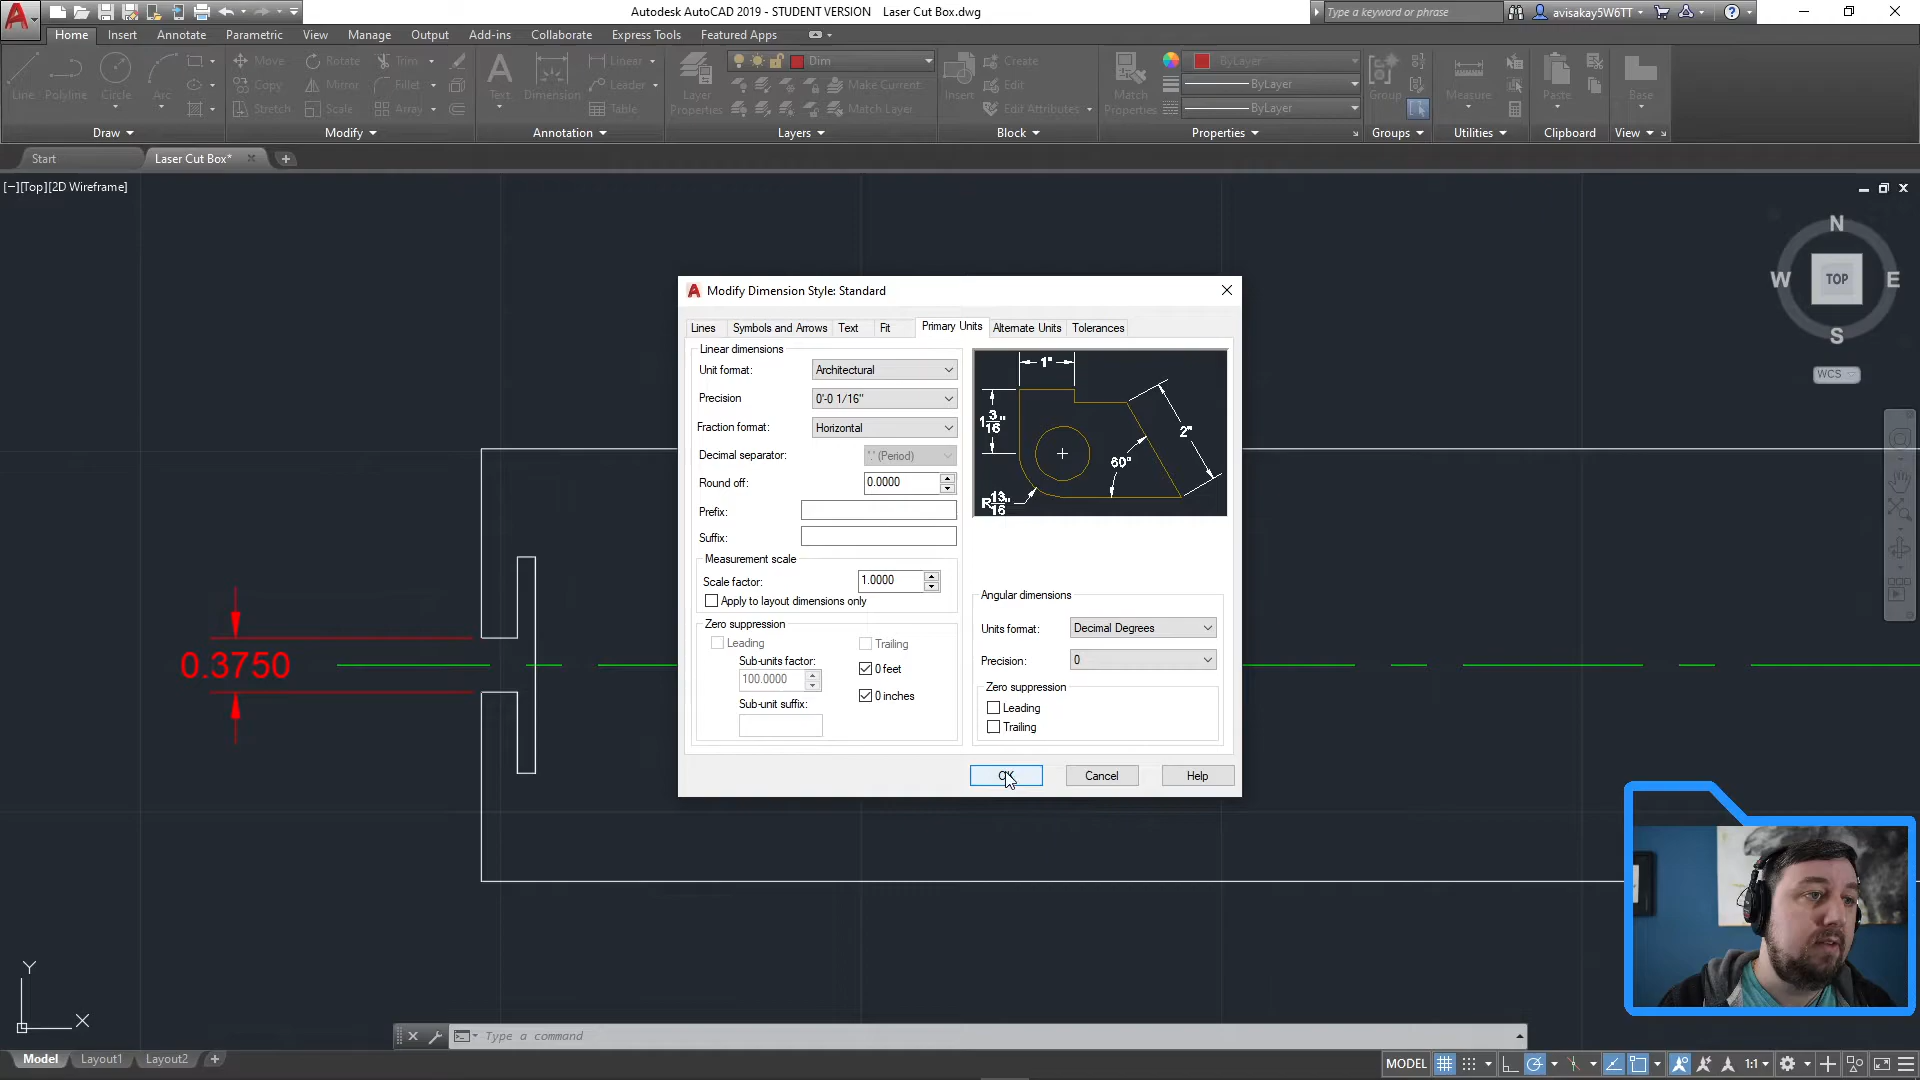 Autodesk AutoCAD 2019 - STUDENT VERSION Laser Cut Box.dwg
Type a keyword or phrase
avisakay5W6TT
Home Insert Annotate Parametric View Manage Output Add-ins Collaborate Express Tools Featured Apps
Line Polyline Circle Arc
Move Rotate Trim
Copy Mirror Fillet
Stretch Scale Array
Text Dimension
Linear
Leader
Table
Layer Properties
Dim
Make Current
Match Layer
Insert
Create
Edit
Edit Attributes
Match Properties
ByLayer
ByLayer
ByLayer
Group
Measure
Paste
Base
Draw Modify Annotation Layers Block Properties Groups Utilities Clipboard View
Start Laser Cut Box*
[−][Top][2D Wireframe]
N
W TOP E
S
WCS
Modify Dimension Style: Standard
Lines Symbols and Arrows Text Fit Primary Units Alternate Units Tolerances
Linear dimensions
Unit format: Architectural
Precision 0'-0 1/16"
Fraction format: Horizontal
Decimal separator: '.' (Period)
Round off: 0.0000
Prefix:
Suffix:
Measurement scale
Scale factor: 1.0000
Apply to layout dimensions only
Zero suppression
Leading Trailing
Sub-units factor:
100.0000
0 feet
Sub-unit suffix:
0 inches
1"
1 3/16"
2"
60°
R 13/16"
Angular dimensions
Units format: Decimal Degrees
Precision: 0
Zero suppression
Leading
Trailing
OK Cancel Help
0.3750
Y
X
Type a command
Model Layout1 Layout2
MODEL 1:1